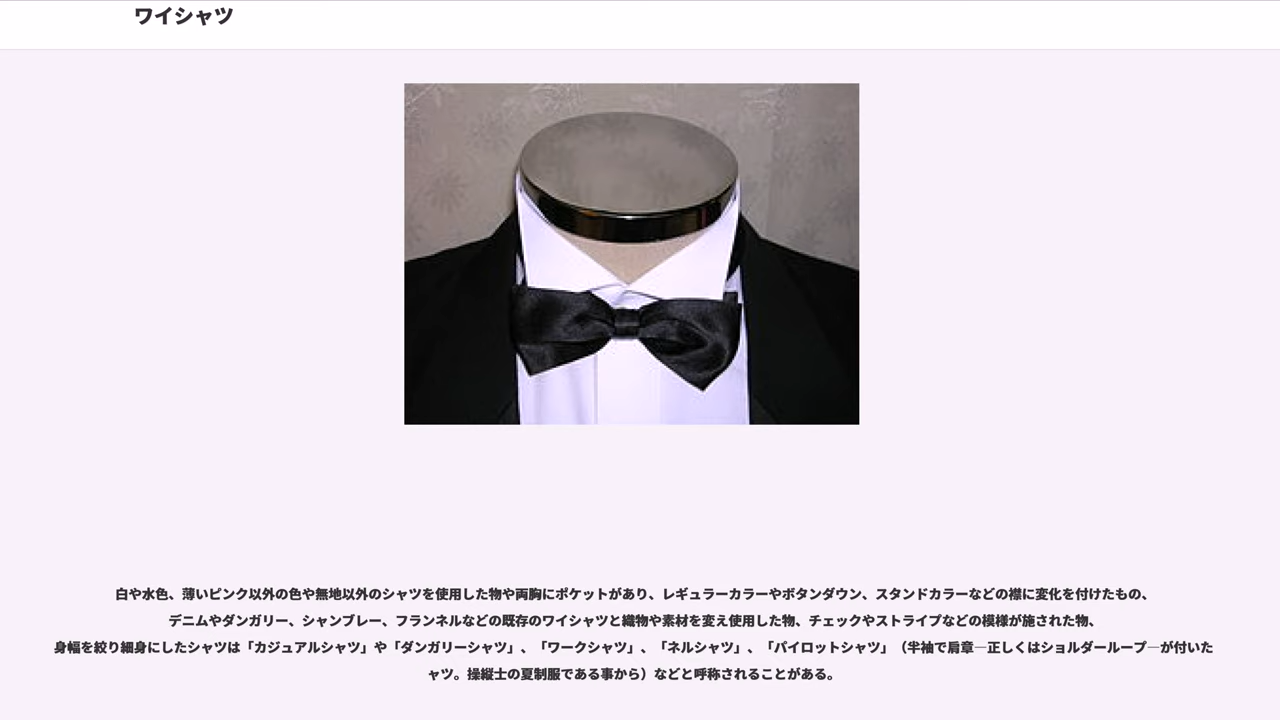 ワイシャツ
白や水色、薄いピンク以外の色や無地以外のシャツを使用した物や両胸にポケットがあり、レギュラーカラーやボタンダウン、スタンドカラーなどの襟に変化を付けたもの、
デニムやダンガリー、シャンブレー、フランネルなどの既存のワイシャツと織物や素材を変え使用した物、チェックやストライプなどの模様が施された物、
身幅を絞り細身にしたシャツは「カジュアルシャツ」や「ダンガリーシャツ」、「ワークシャツ」、「ネルシャツ」、「パイロットシャツ」（半袖で肩章―正しくはショルダーループ―が付いた
ャツ。操縦士の夏制服である事から）などと呼称されることがある。